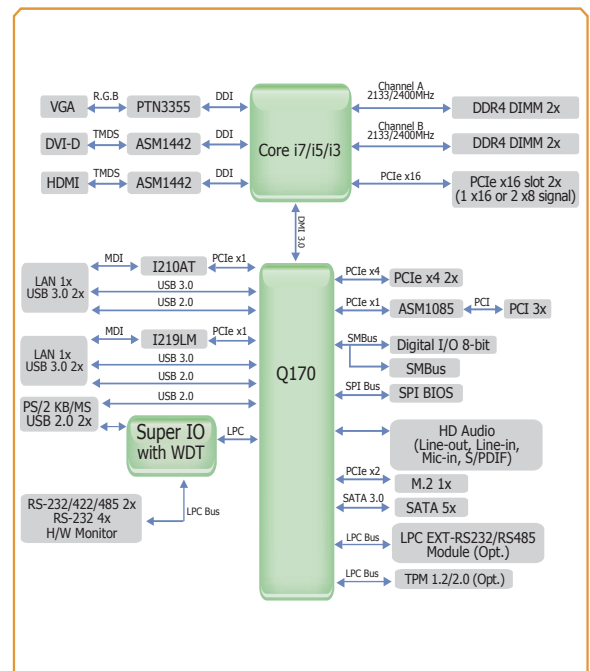 VGA
R.G.B
PTN3355
DDI
DVI-D
TMDS
ASM1442
DDI
HDMI
TMDS
ASM1442
DDI
Core i7/i5/i3
Channel A
2133/2400MHz
DDR4 DIMM 2x
Channel B
2133/2400MHz
DDR4 DIMM 2x
PCIe x16
PCIe x16 slot 2x
(1 x16 or 2 x8 signal)
DMI 3.0
LAN 1x
USB 3.0 2x
MDI
I210AT
PCIe x1
USB 3.0
USB 2.0
LAN 1x
USB 3.0 2x
MDI
I219LM
PCIe x1
USB 3.0
USB 2.0
PS/2 KB/MS
USB 2.0 2x
USB 2.0
Super IO
with WDT
LPC
RS-232/422/485 2x
RS-232 4x
H/W Monitor
LPC Bus
Q170
PCIe x4
PCIe x4 2x
PCIe x1
ASM1085
PCI
PCI 3x
SMBus
Digital I/O 8-bit
SMBus
SPI Bus
SPI BIOS
HD Audio
(Line-out, Line-in,
Mic-in, S/PDIF)
PCIe x2
M.2 1x
SATA 3.0
SATA 5x
LPC Bus
LPC EXT-RS232/RS485
Module (Opt.)
LPC Bus
TPM 1.2/2.0 (Opt.)